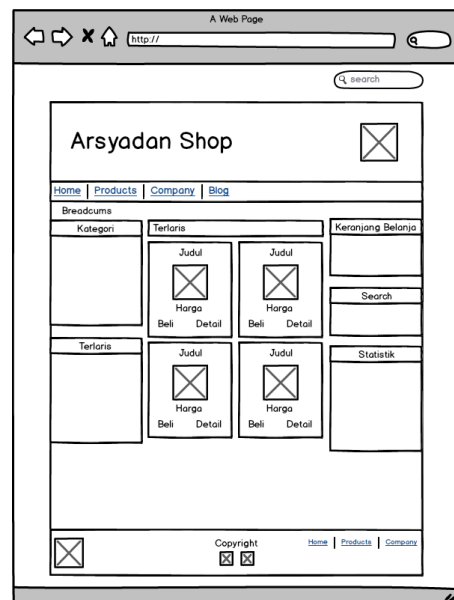 A Web Page
http://
search
Arsyadan Shop
Home | Products | Company | Blog
Breadcums
Kategori
Terlaris
Terlaris
Judul
Harga
Beli Detail
Judul
Harga
Beli Detail
Judul
Harga
Beli Detail
Judul
Harga
Beli Detail
Keranjang Belanja
Search
Statistik
Copyright
Home | Products | Company